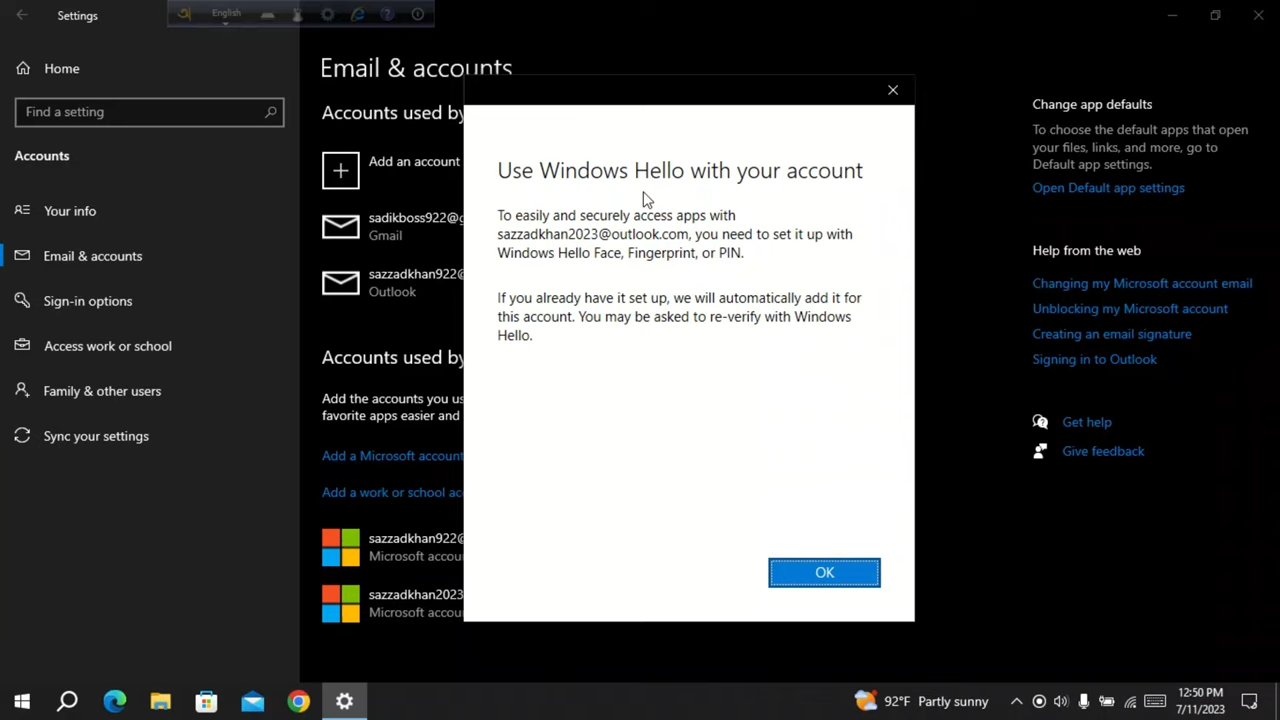 Settings
English
Home
Find a setting
Accounts
Your info
Email & accounts
Sign-in options
Access work or school
Family & other users
Sync your settings
Email & accounts
Accounts used by
Add an account
sadikboss922@g
Gmail
sazzadkhan922@
Outlook
Accounts used by
Add the accounts you us
favorite apps easier and
Add a Microsoft account
Add a work or school ac
sazzadkhan922@
Microsoft accou
sazzadkhan2023
Microsoft accou
Use Windows Hello with your account
To easily and securely access apps with
sazzadkhan2023@outlook.com, you need to set it up with
Windows Hello Face, Fingerprint, or PIN.
If you already have it set up, we will automatically add it for
this account. You may be asked to re-verify with Windows
Hello.
OK
Change app defaults
To choose the default apps that open
your files, links, and more, go to
Default app settings.
Open Default app settings
Help from the web
Changing my Microsoft account email
Unblocking my Microsoft account
Creating an email signature
Signing in to Outlook
Get help
Give feedback
92°F Partly sunny
12:50 PM
7/11/2023